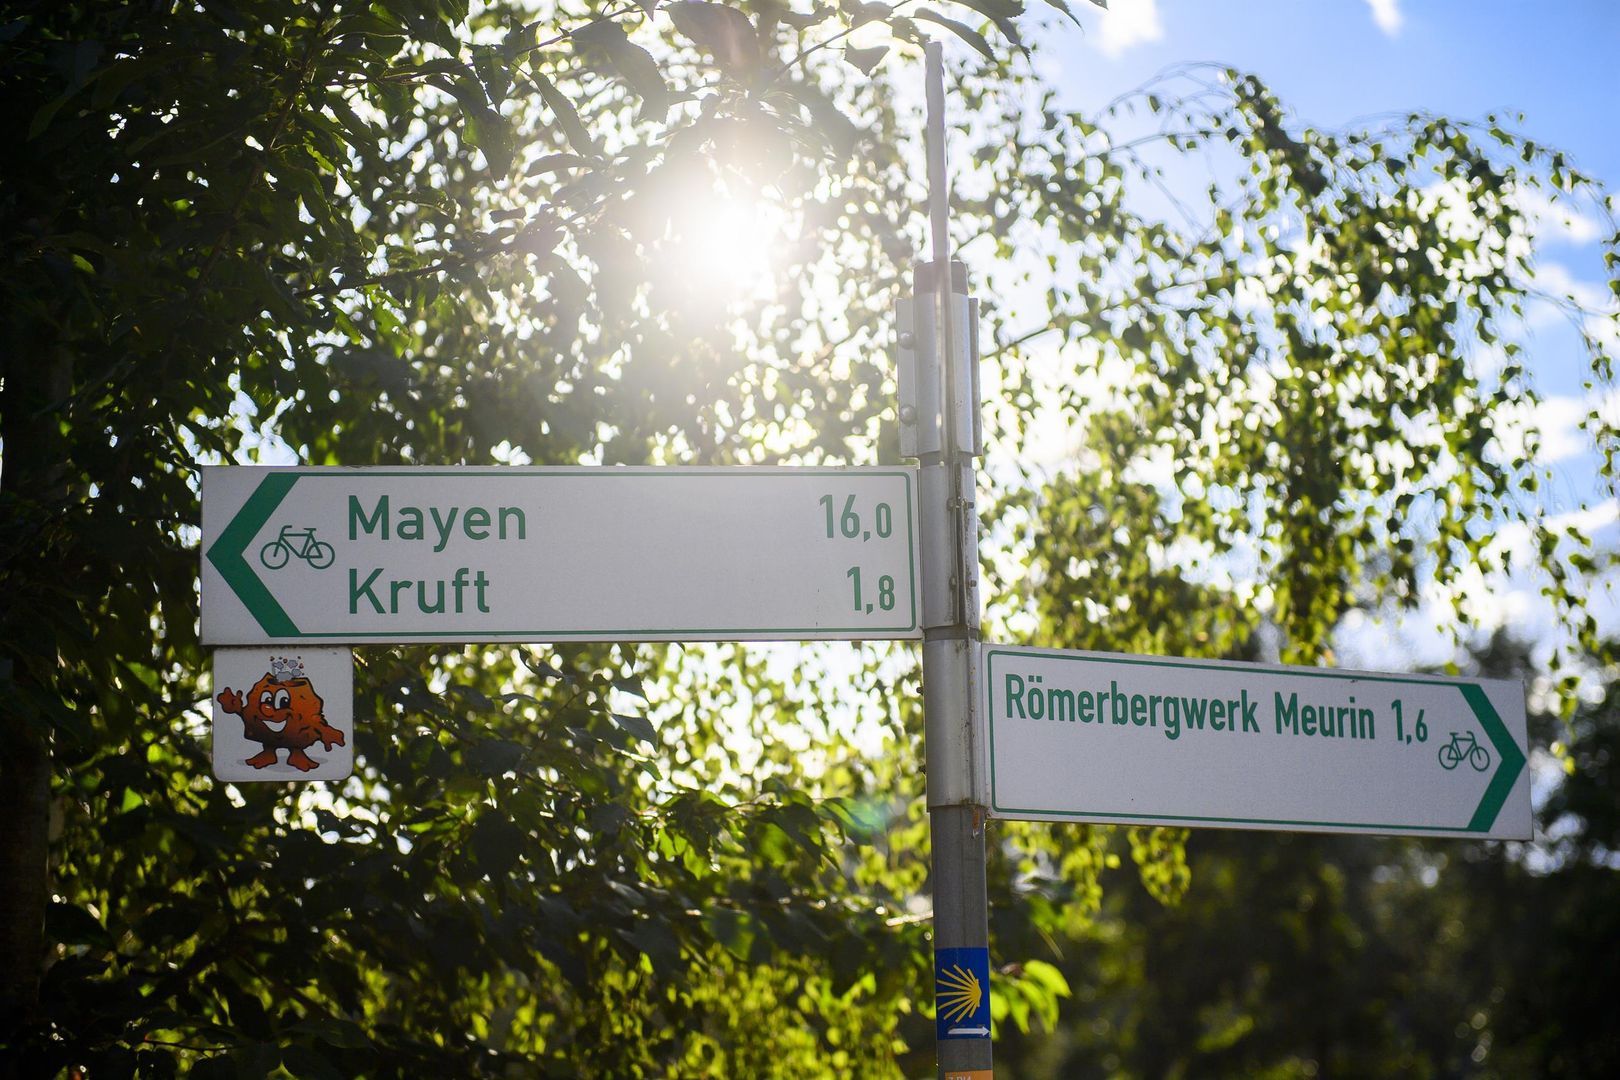 Mayen 16,0
Kruft 1,8
Römerbergwerk Meurin 1,6